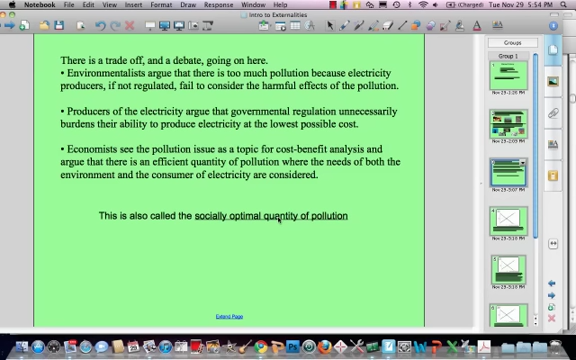 Notebook File Edit View Insert Format Draw Window Help (Charged) Tue Nov 29 5:54 PM
Intro to Externalities
There is a trade off, and a debate, going on here.
• Environmentalists argue that there is too much pollution because electricity
producers, if not regulated, fail to consider the harmful effects of the pollution.
• Producers of the electricity argue that governmental regulation unnecessarily
burdens their ability to produce electricity at the lowest possible cost.
• Economists see the pollution issue as a topic for cost-benefit analysis and
argue that there is an efficient quantity of pollution where the needs of both the
environment and the consumer of electricity are considered.
This is also called the socially optimal quantity of pollution
Extend Page
Groups
Group 1